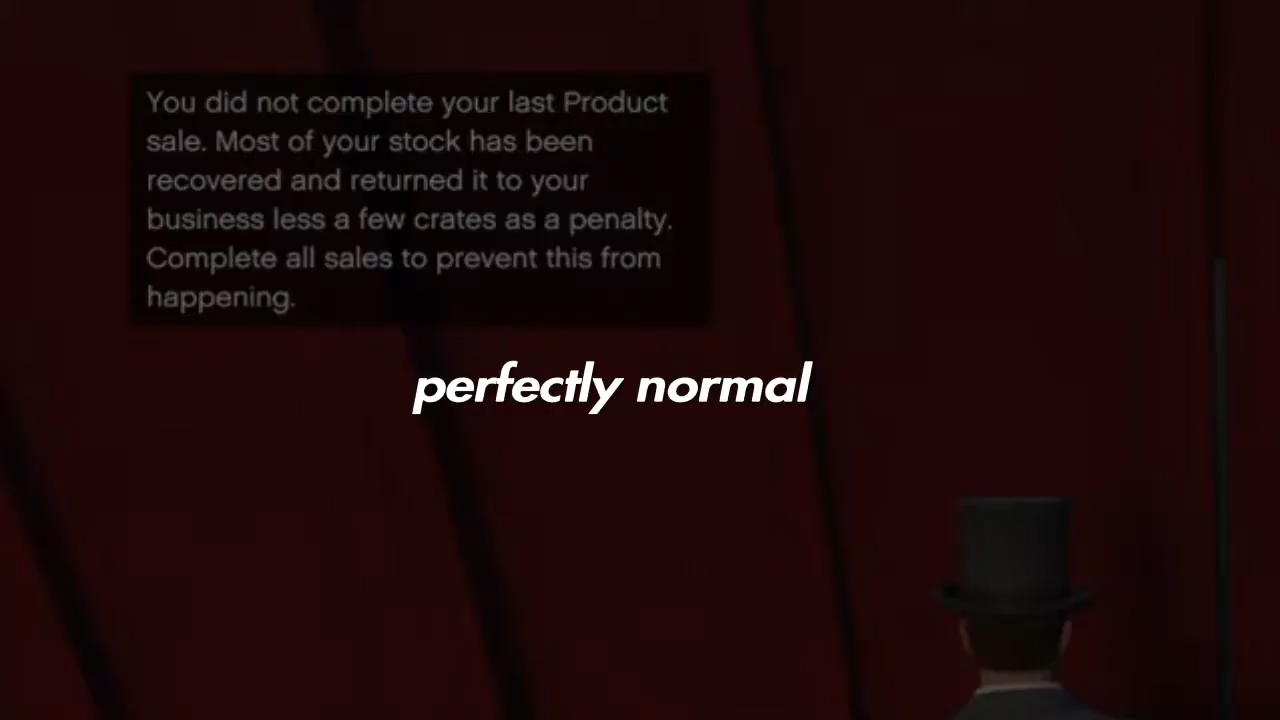 You did not complete your last Product
sale. Most of your stock has been
recovered and returned it to your
business less a few crates as a penalty.
Complete all sales to prevent this from
happening.
perfectly normal